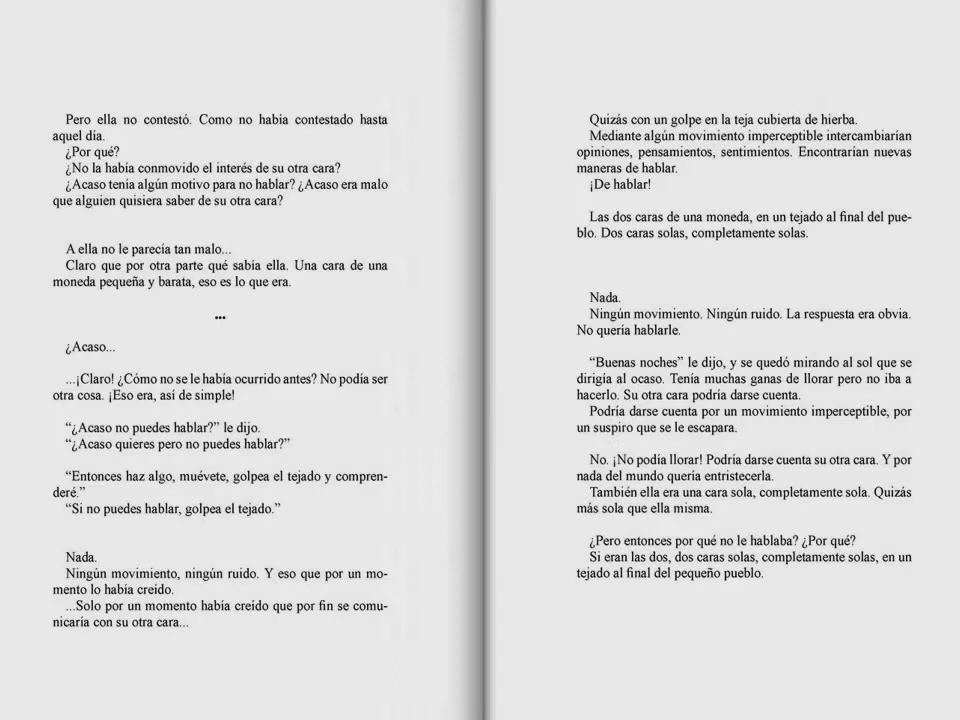 Pero ella no contestó. Como no había contestado hasta
aquel día.
¿Por qué?
¿No la había conmovido el interés de su otra cara?
¿Acaso tenía algún motivo para no hablar? ¿Acaso era malo
que alguien quisiera saber de su otra cara?
A ella no le parecía tan malo...
Claro que por otra parte qué sabía ella. Una cara de una
moneda pequeña y barata, eso es lo que era.
...
¿Acaso...
...¡Claro! ¿Cómo no se le había ocurrido antes? No podía ser
otra cosa. ¡Eso era, así de simple!
“¿Acaso no puedes hablar?” le dijo.
“¿Acaso quieres pero no puedes hablar?”
“Entonces haz algo, muévete, golpea el tejado y compren-
deré.”
“Si no puedes hablar, golpea el tejado.”
Nada.
Ningún movimiento, ningún ruido. Y eso que por un mo-
mento lo había creído.
...Solo por un momento había creído que por fin se comu-
nicaría con su otra cara...
Quizás con un golpe en la teja cubierta de hierba.
Mediante algún movimiento imperceptible intercambiarían
opiniones, pensamientos, sentimientos. Encontrarían nuevas
maneras de hablar.
¡De hablar!
Las dos caras de una moneda, en un tejado al final del pue-
blo. Dos caras solas, completamente solas.
Nada.
Ningún movimiento. Ningún ruido. La respuesta era obvia.
No quería hablarle.
“Buenas noches” le dijo, y se quedó mirando al sol que se
dirigía al ocaso. Tenía muchas ganas de llorar pero no iba a
hacerlo. Su otra cara podría darse cuenta.
Podría darse cuenta por un movimiento imperceptible, por
un suspiro que se le escapara.
No. ¡No podía llorar! Podría darse cuenta su otra cara. Y por
nada del mundo quería entristecerla.
También ella era una cara sola, completamente sola. Quizás
más sola que ella misma.
¿Pero entonces por qué no le hablaba? ¿Por qué?
Si eran las dos, dos caras solas, completamente solas, en un
tejado al final del pequeño pueblo.